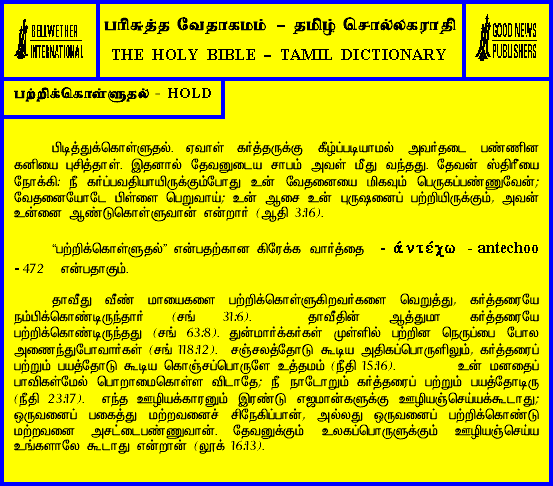 BELLWETHER
INTERNATIONAL
பரிசுத்த வேதாகமம் – தமிழ் சொல்லகராதி
THE HOLY BIBLE – TAMIL DICTIONARY
GOOD NEWS
PUBLISHERS
பற்றிக்கொள்ளுதல் - HOLD
பிடித்துக்கொள்ளுதல். ஏவாள் கர்த்தருக்கு கீழ்ப்படியாமல் அவர்தடை பண்ணின
கனியை புசித்தாள். இதனால் தேவனுடைய சாபம் அவள் மீது வந்தது. தேவன் ஸ்திரீயை
நோக்கி: நீ கர்ப்பவதியாயிருக்கும்போது உன் வேதனையை மிகவும் பெருகப்பண்ணுவேன்;
வேதனையோடே பிள்ளை பெறுவாய்; உன் ஆசை உன் புருஷனைப் பற்றியிருக்கும், அவன்
உன்னை ஆண்டுகொள்ளுவான் என்றார் (ஆதி 3:16).
“பற்றிக்கொள்ளுதல்” என்பதற்கான கிரேக்க வார்த்தை - άντέχω - antechoo
- 472 என்பதாகும்.
தாவீது வீண் மாயைகளை பற்றிக்கொள்ளுகிறவர்களை வெறுத்து, கர்த்தரையே
நம்பிக்கொண்டிருந்தார் (சங் 31:6). தாவீதின் ஆத்துமா கர்த்தரையே
பற்றிக்கொண்டிருந்தது (சங் 63:8). துன்மார்க்கர்கள் முள்ளில் பற்றின நெருப்பை போல
அணைந்துபோவார்கள் (சங் 118:12). சஞ்சலத்தோடு கூடிய அதிகப்பொருளிலும், கர்த்தரைப்
பற்றும் பயத்தோடு கூடிய கொஞ்சப்பொருளே உத்தமம் (நீதி 15:16). உன் மனதைப்
பாவிகள்மேல் பொறாமைகொள்ள விடாதே; நீ நாடோறும் கர்த்தரைப் பற்றும் பயத்தோடிரு
(நீதி 23:17). எந்த ஊழியக்காரனும் இரண்டு எஜமான்களுக்கு ஊழியஞ்செய்யக்கூடாது;
ஒருவனைப் பகைத்து மற்றவனைச் சிநேகிப்பான், அல்லது ஒருவனைப் பற்றிக்கொண்டு
மற்றவனை அசட்டைபண்ணுவான். தேவனுக்கும் உலகப்பொருளுக்கும் ஊழியஞ்செய்ய
உங்களாலே கூடாது என்றான் (லூக் 16:13).